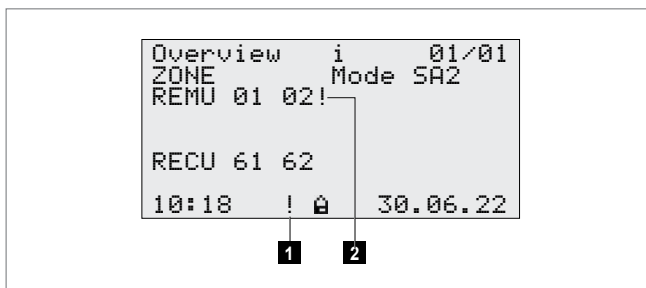 Overview i 01/01
ZONE Mode SA2
REMU 01 02!
RECU 61 62
10:18 ! 30.06.22
1 2